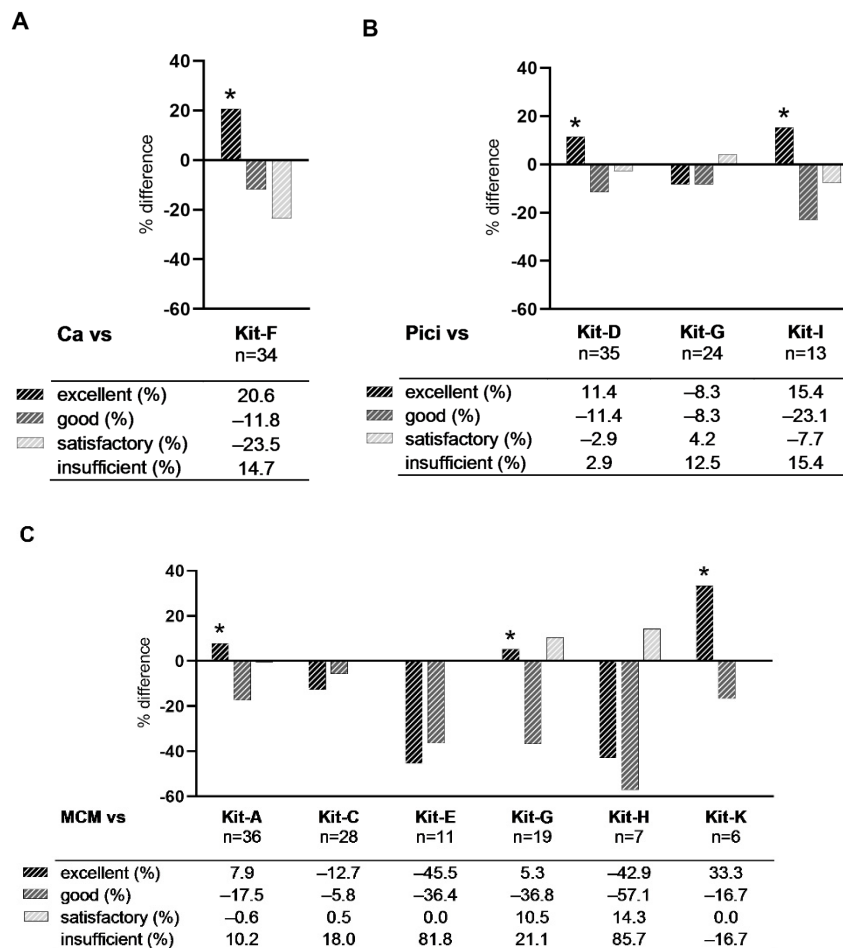 A
40
20
0
-20
-40
-60
% difference
*
Ca vs Kit-F
n=34
excellent (%) 20.6
good (%) –11.8
satisfactory (%) –23.5
insufficient (%) 14.7
B
40
20
0
-20
-40
-60
% difference
* *
Pici vs Kit-D Kit-G Kit-I
n=35 n=24 n=13
excellent (%) 11.4 –8.3 15.4
good (%) –11.4 –8.3 –23.1
satisfactory (%) –2.9 4.2 –7.7
insufficient (%) 2.9 12.5 15.4
C
40
20
0
-20
-40
-60
% difference
* * *
MCM vs Kit-A Kit-C Kit-E Kit-G Kit-H Kit-K
n=36 n=28 n=11 n=19 n=7 n=6
excellent (%) 7.9 –12.7 –45.5 5.3 –42.9 33.3
good (%) –17.5 –5.8 –36.4 –36.8 –57.1 –16.7
satisfactory (%) –0.6 0.5 0.0 10.5 14.3 0.0
insufficient (%) 10.2 18.0 81.8 21.1 85.7 –16.7